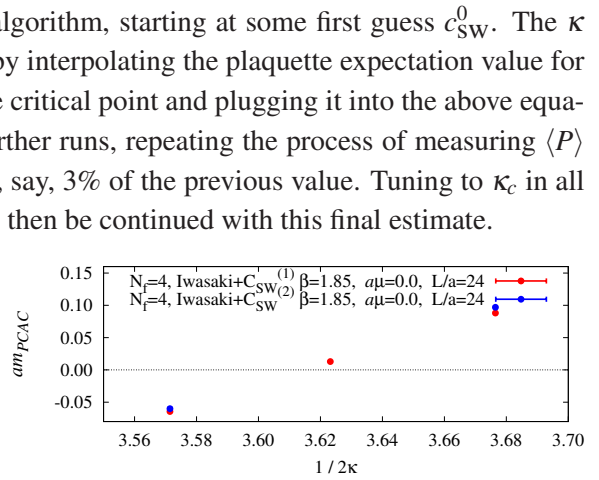 algorithm, starting at some first guess c⁰_SW. The κ
by interpolating the plaquette expectation value for
e critical point and plugging it into the above equa-
rther runs, repeating the process of measuring ⟨P⟩
, say, 3% of the previous value. Tuning to κ_c in all
then be continued with this final estimate.
N_f=4, Iwasaki+C_SW^(1) β=1.85, aμ=0.0, L/a=24
N_f=4, Iwasaki+C_SW^(2) β=1.85, aμ=0.0, L/a=24
0.15
0.10
0.05
0.00
-0.05
am_PCAC
3.56 3.58 3.60 3.62 3.64 3.66 3.68 3.70
1 / 2κ